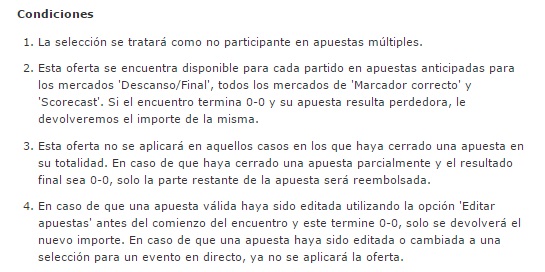 Condiciones
1. La selección se tratará como no participante en apuestas múltiples.
2. Esta oferta se encuentra disponible para cada partido en apuestas anticipadas para
los mercados 'Descanso/Final', todos los mercados de 'Marcador correcto' y
'Scorecast'. Si el encuentro termina 0-0 y su apuesta resulta perdedora, le
devolveremos el importe de la misma.
3. Esta oferta no se aplicará en aquellos casos en los que haya cerrado una apuesta en
su totalidad. En caso de que haya cerrado una apuesta parcialmente y el resultado
final sea 0-0, solo la parte restante de la apuesta será reembolsada.
4. En caso de que una apuesta válida haya sido editada utilizando la opción 'Editar
apuestas' antes del comienzo del encuentro y este termine 0-0, solo se devolverá el
nuevo importe. En caso de que una apuesta haya sido editada o cambiada a una
selección para un evento en directo, ya no se aplicará la oferta.